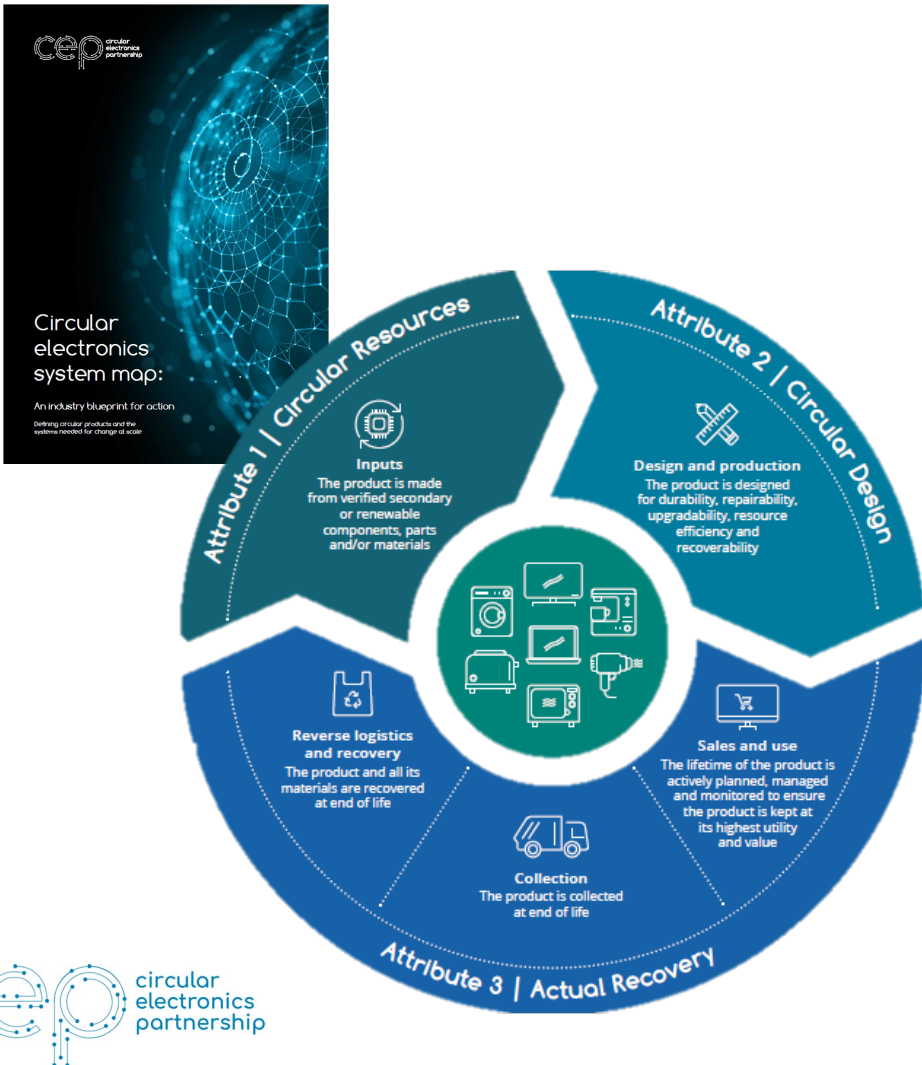 cep
circular
electronics
partnership
Circular
electronics
system map:
An industry blueprint for action
Defining circular products and the
systems needed for change at scale
Attribute 1 | Circular Resources
Inputs
The product is made
from verified secondary
or renewable
components, parts
and/or materials
Attribute 2 | Circular Design
Design and production
The product is designed
for durability, repairability,
upgradability, resource
efficiency and
recoverability
Sales and use
The lifetime of the product is
actively planned, managed
and monitored to ensure
the product is kept at
its highest utility
and value
Collection
The product is collected
at end of life
Reverse logistics
and recovery
The product and all its
materials are recovered
at end of life
Attribute 3 | Actual Recovery
ep
circular
electronics
partnership